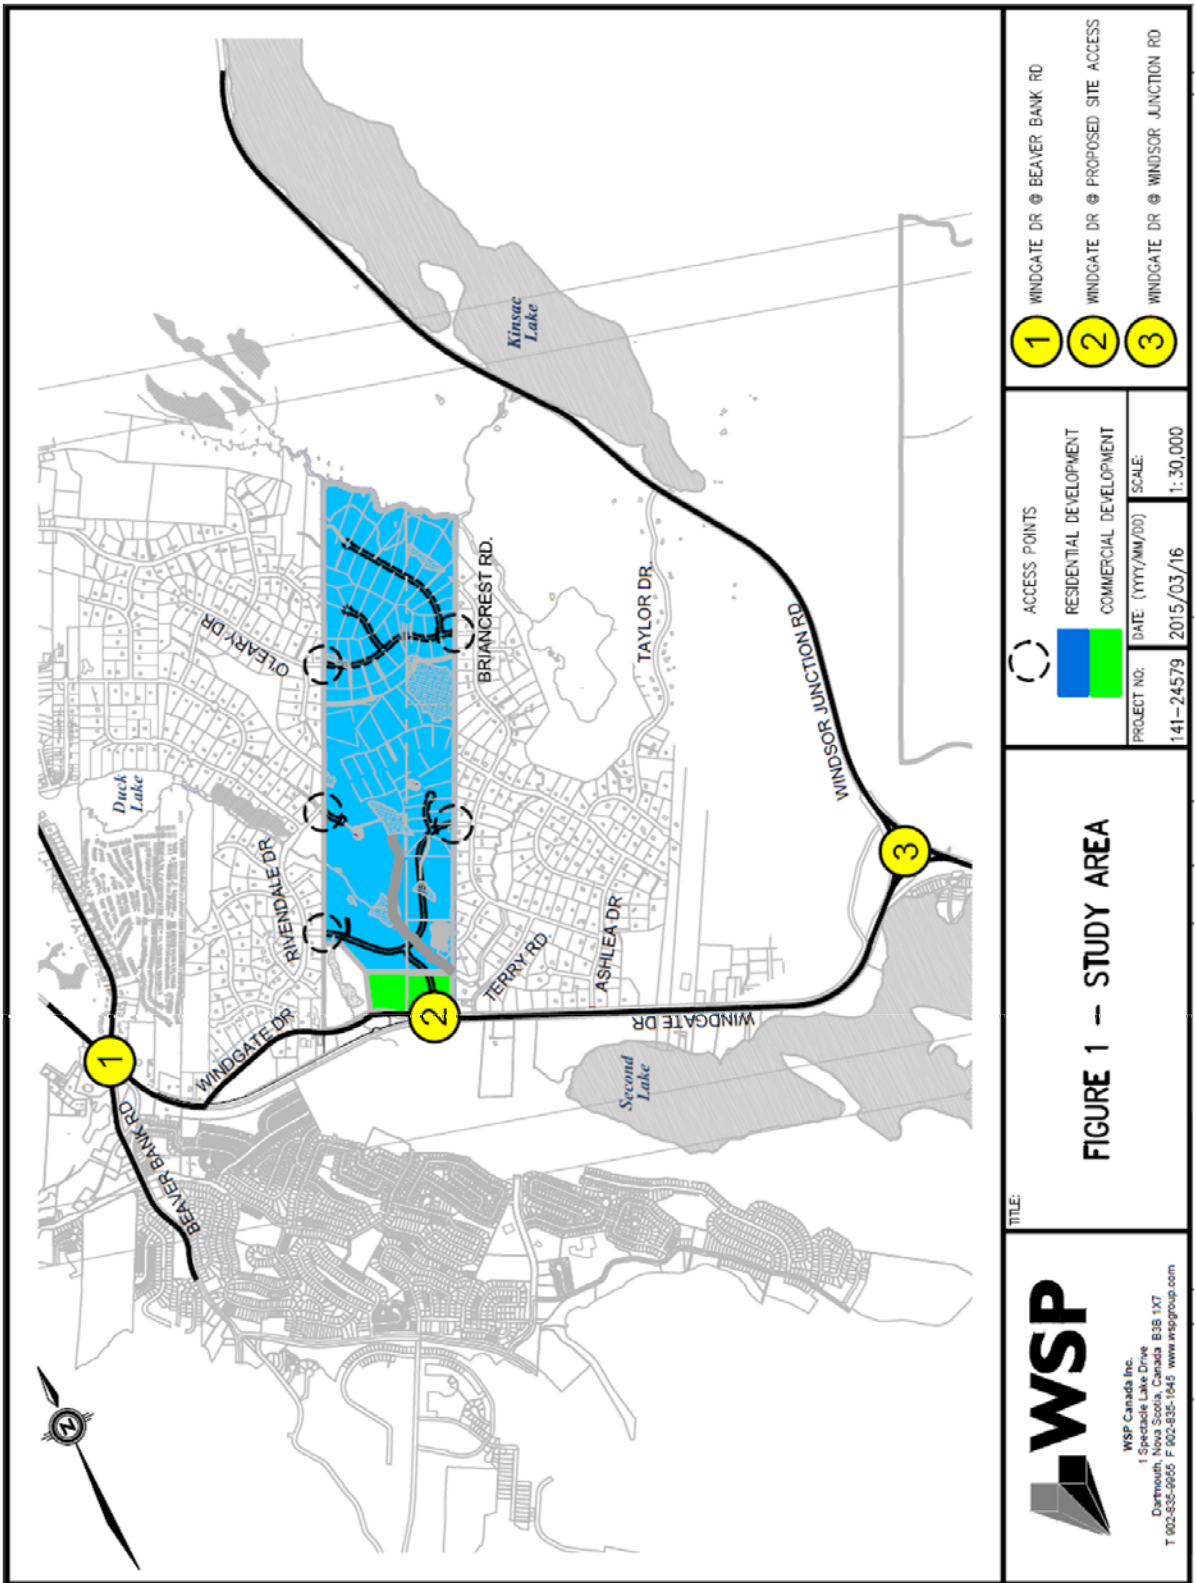 Kinsac
Lake
Duck
Lake
Second
Lake
O'LEARY DR
BRIANCREST RD.
TAYLOR DR.
RIVENDALE DR
WINDGATE DR
TERRY RD.
ASHLEA DR
WINDGATE DR
WINDSOR JUNCTION RD
BEAVER BANK RD
1
2
3
N
WSP
WSP Canada Inc.
1 Spectacle Lake Drive
Dartmouth, Nova Scotia, Canada B3B 1X7
T 902-835-9955 F 902-835-1645 www.wspgroup.com
TITLE:
FIGURE 1 – STUDY AREA
ACCESS POINTS
RESIDENTIAL DEVELOPMENT
COMMERCIAL DEVELOPMENT
PROJECT NO:
141-24579
DATE: (YYYY/MM/DD)
2015/03/16
SCALE:
1:30,000
1 WINDGATE DR @ BEAVER BANK RD
2 WINDGATE DR @ PROPOSED SITE ACCESS
3 WINDGATE DR @ WINDSOR JUNCTION RD